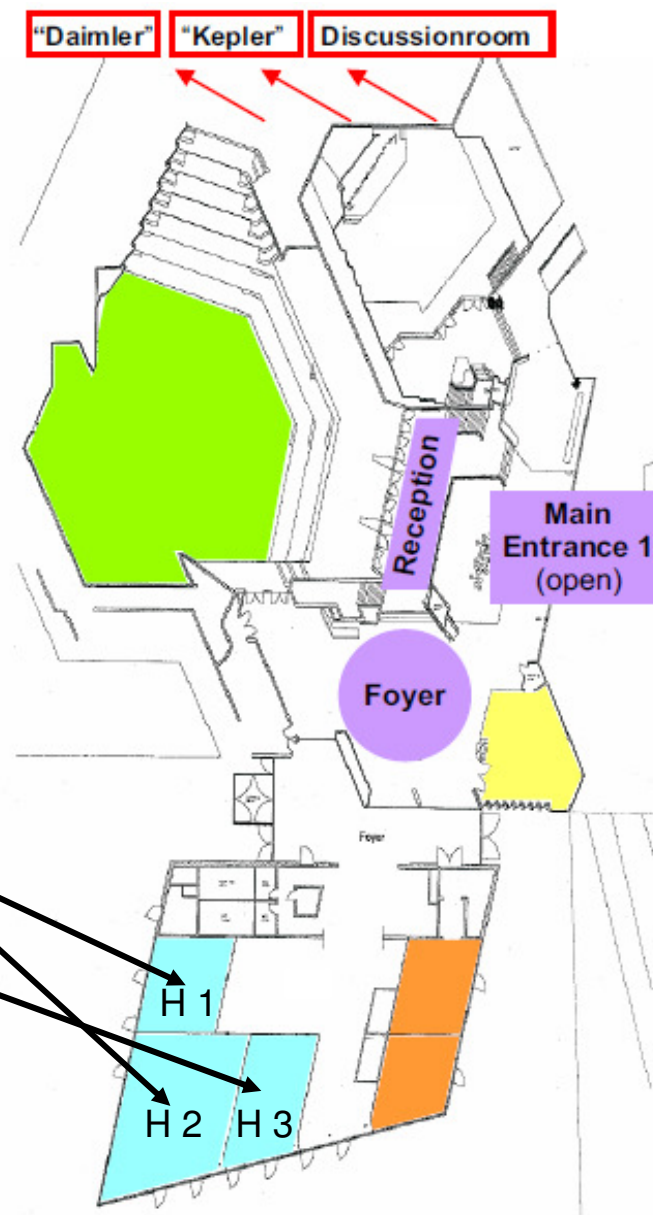 "Daimler" "Kepler" Discussionroom
Reception
Main
Entrance 1
(open)
Foyer
Foyer
H 1
H 2 H 3